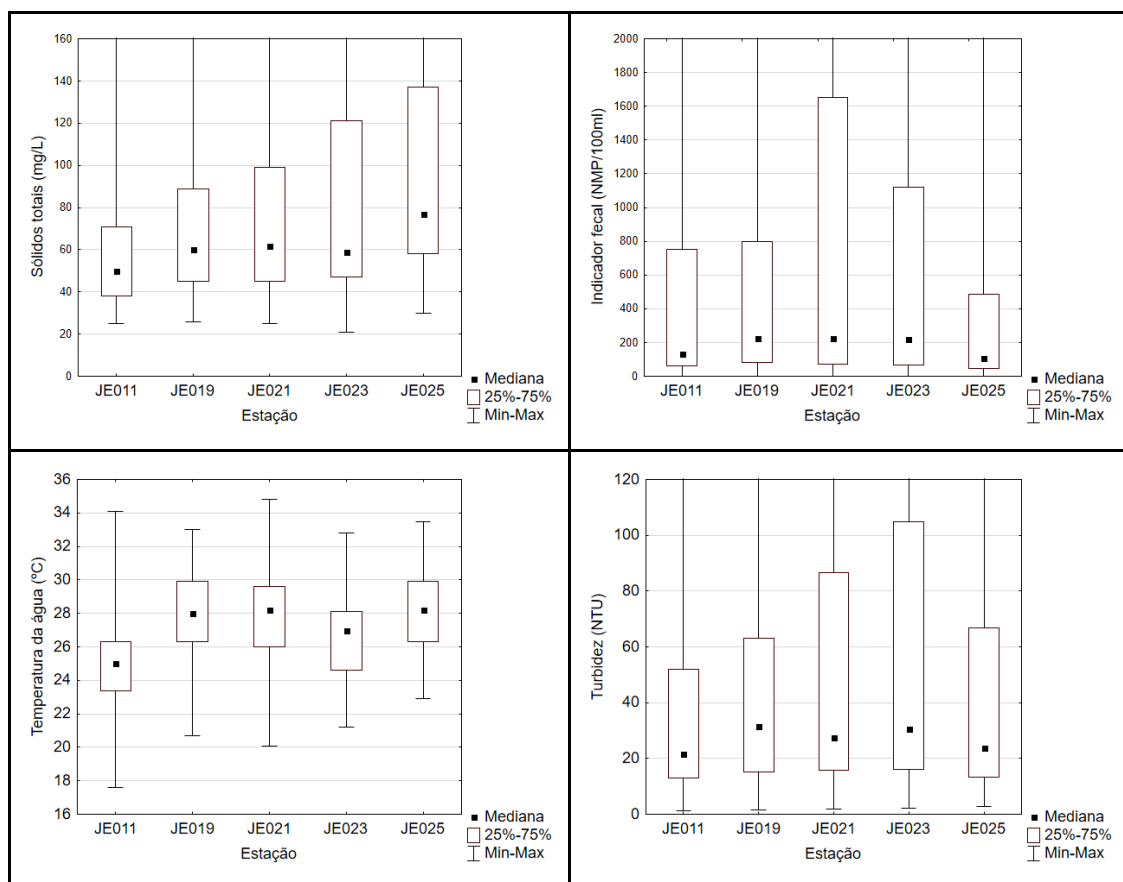 Sólidos totais (mg/L)
160
140
120
100
80
60
40
20
0
JE011 JE019 JE021 JE023 JE025
Estação
Mediana
25%-75%
Min-Max
Indicador fecal (NMP/100ml)
2000
1800
1600
1400
1200
1000
800
600
400
200
0
JE011 JE019 JE021 JE023 JE025
Estação
Mediana
25%-75%
Min-Max
Temperatura da água (ºC)
36
34
32
30
28
26
24
22
20
18
16
JE011 JE019 JE021 JE023 JE025
Estação
Mediana
25%-75%
Min-Max
Turbidez (NTU)
120
100
80
60
40
20
0
JE011 JE019 JE021 JE023 JE025
Estação
Mediana
25%-75%
Min-Max